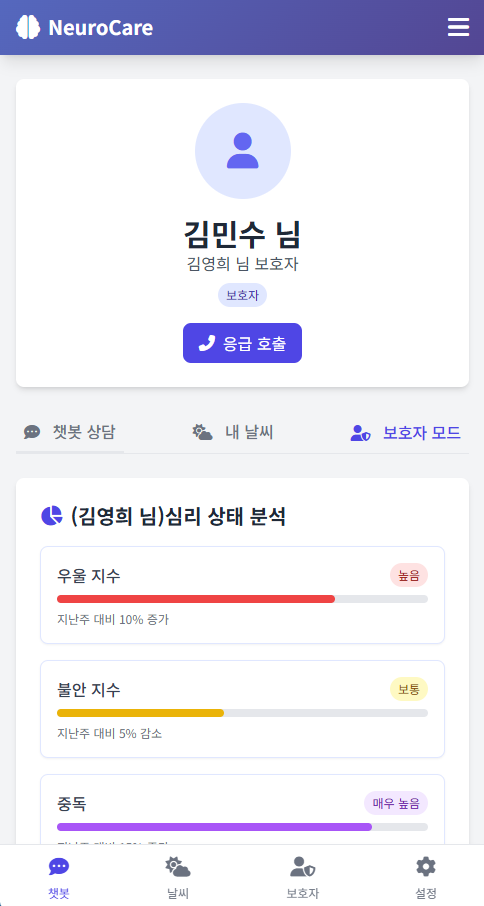 NeuroCare
김민수 님
김영희 님 보호자
보호자
응급 호출
챗봇 상담
내 날씨
보호자 모드
(김영희 님)심리 상태 분석
우울 지수
높음
지난주 대비 10% 증가
불안 지수
보통
지난주 대비 5% 감소
중독
매우 높음
챗봇
날씨
보호자
설정